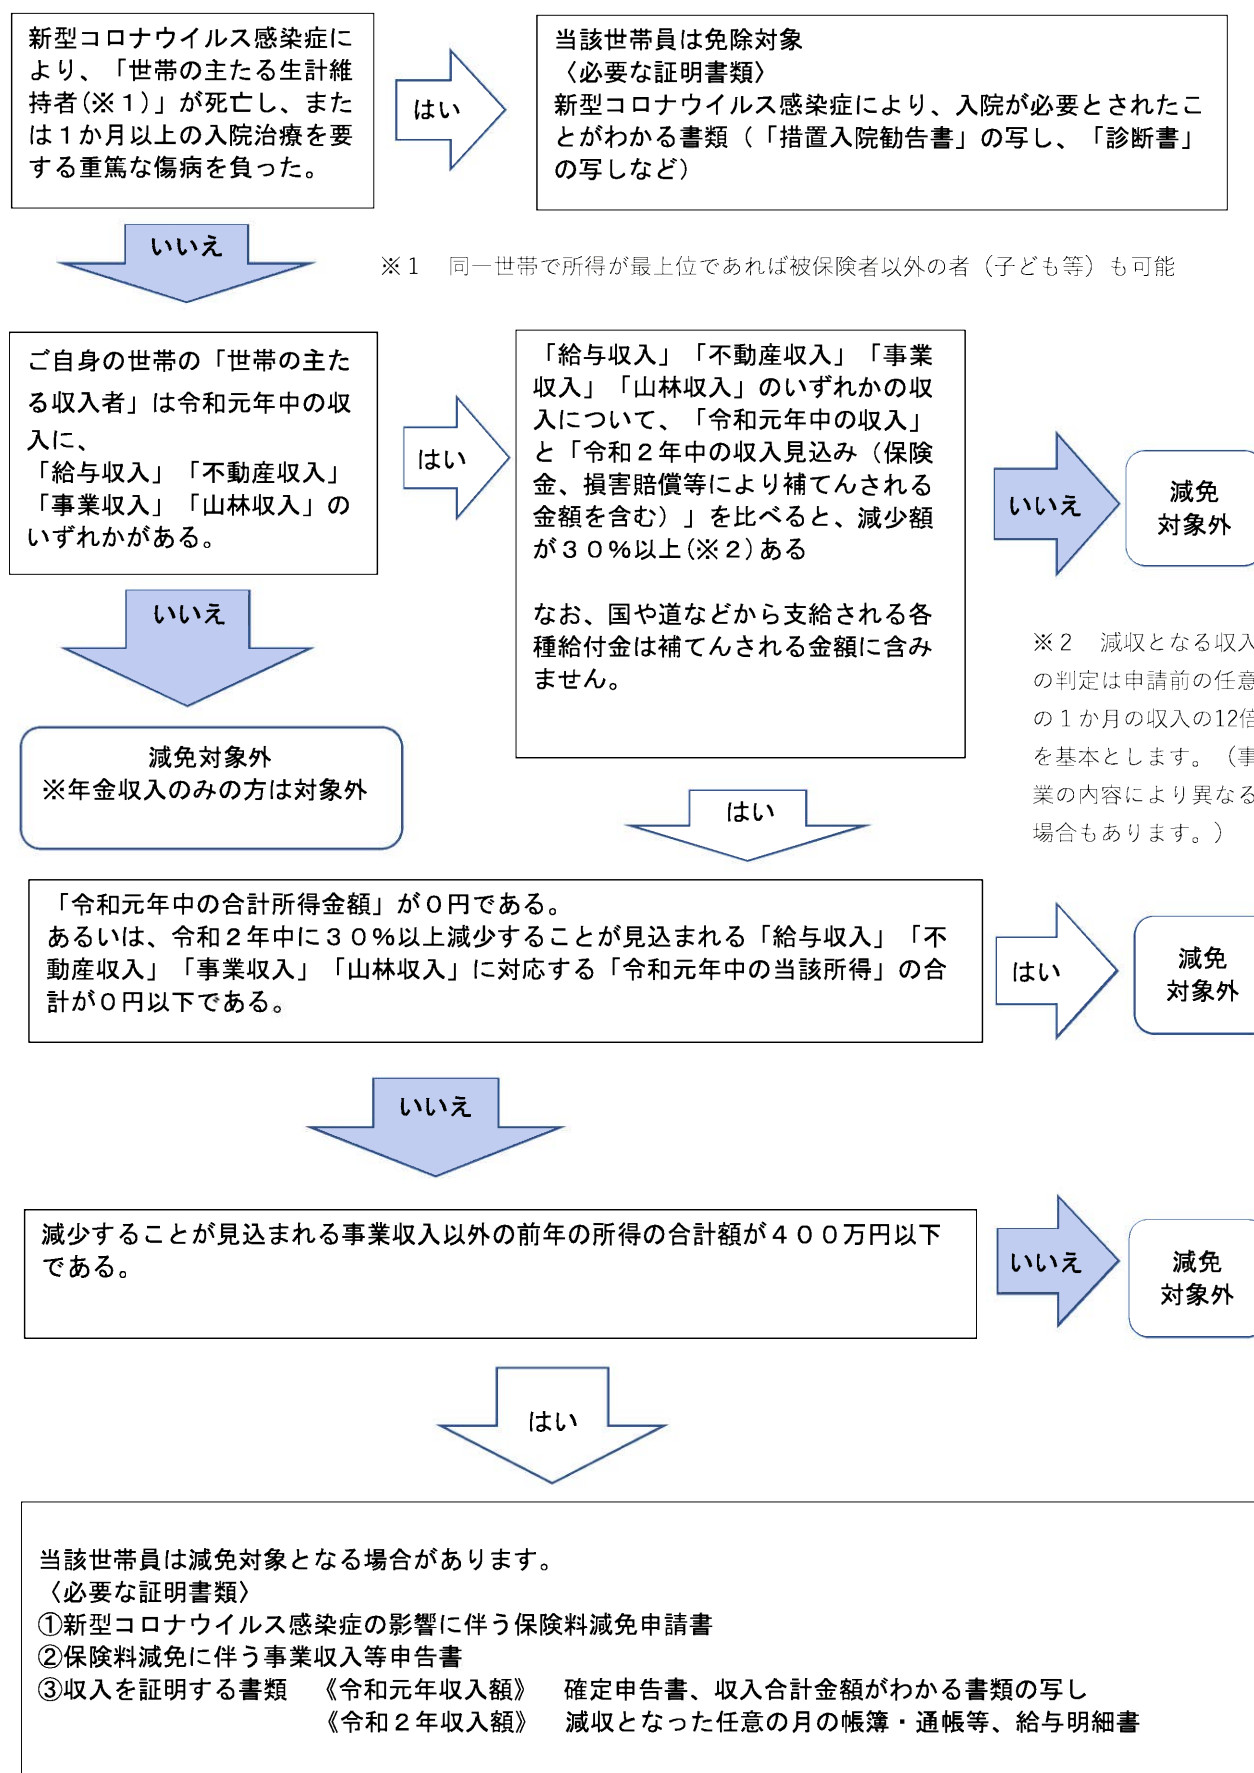 新型コロナウイルス感染症に
より、「世帯の主たる生計維
持者(※１)」が死亡し、また
は１か月以上の入院治療を要
する重篤な傷病を負った。
はい
当該世帯員は免除対象
〈必要な証明書類〉
新型コロナウイルス感染症により、入院が必要とされたこ
とがわかる書類（「措置入院勧告書」の写し、「診断書」
の写しなど）
いいえ
※１　同一世帯で所得が最上位であれば被保険者以外の者（子ども等）も可能
ご自身の世帯の「世帯の主た
る収入者」は令和元年中の収
入に、
「給与収入」「不動産収入」
「事業収入」「山林収入」の
いずれかがある。
はい
「給与収入」「不動産収入」「事業
収入」「山林収入」のいずれかの収
入について、「令和元年中の収入」
と「令和２年中の収入見込み（保険
金、損害賠償等により補てんされる
金額を含む）」を比べると、減少額
が３０％以上(※２)ある
なお、国や道などから支給される各
種給付金は補てんされる金額に含み
ません。
いいえ
減免
対象外
いいえ
※２　減収となる収入
の判定は申請前の任意
の１か月の収入の12倍
を基本とします。（事
業の内容により異なる
場合もあります。）
減免対象外
※年金収入のみの方は対象外
はい
「令和元年中の合計所得金額」が０円である。
あるいは、令和２年中に３０％以上減少することが見込まれる「給与収入」「不
動産収入」「事業収入」「山林収入」に対応する「令和元年中の当該所得」の合
計が０円以下である。
はい
減免
対象外
いいえ
減少することが見込まれる事業収入以外の前年の所得の合計額が４００万円以下
である。
いいえ
減免
対象外
はい
当該世帯員は減免対象となる場合があります。
〈必要な証明書類〉
①新型コロナウイルス感染症の影響に伴う保険料減免申請書
②保険料減免に伴う事業収入等申告書
③収入を証明する書類　《令和元年収入額》　確定申告書、収入合計金額がわかる書類の写し
《令和２年収入額》　減収となった任意の月の帳簿・通帳等、給与明細書